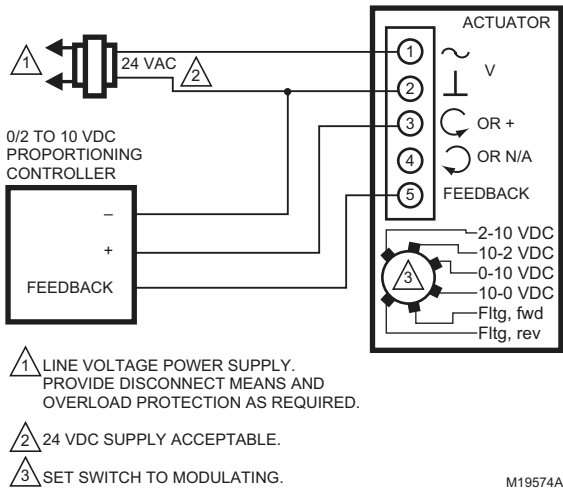 ACTUATOR
1
24 VAC
2
1
V
2
3
OR +
4
OR N/A
5
FEEDBACK
0/2 TO 10 VDC
PROPORTIONING
CONTROLLER
–
+
FEEDBACK
2-10 VDC
10-2 VDC
0-10 VDC
10-0 VDC
Fltg, fwd
Fltg, rev
3
1 LINE VOLTAGE POWER SUPPLY.
PROVIDE DISCONNECT MEANS AND
OVERLOAD PROTECTION AS REQUIRED.
2 24 VDC SUPPLY ACCEPTABLE.
3 SET SWITCH TO MODULATING.
M19574A